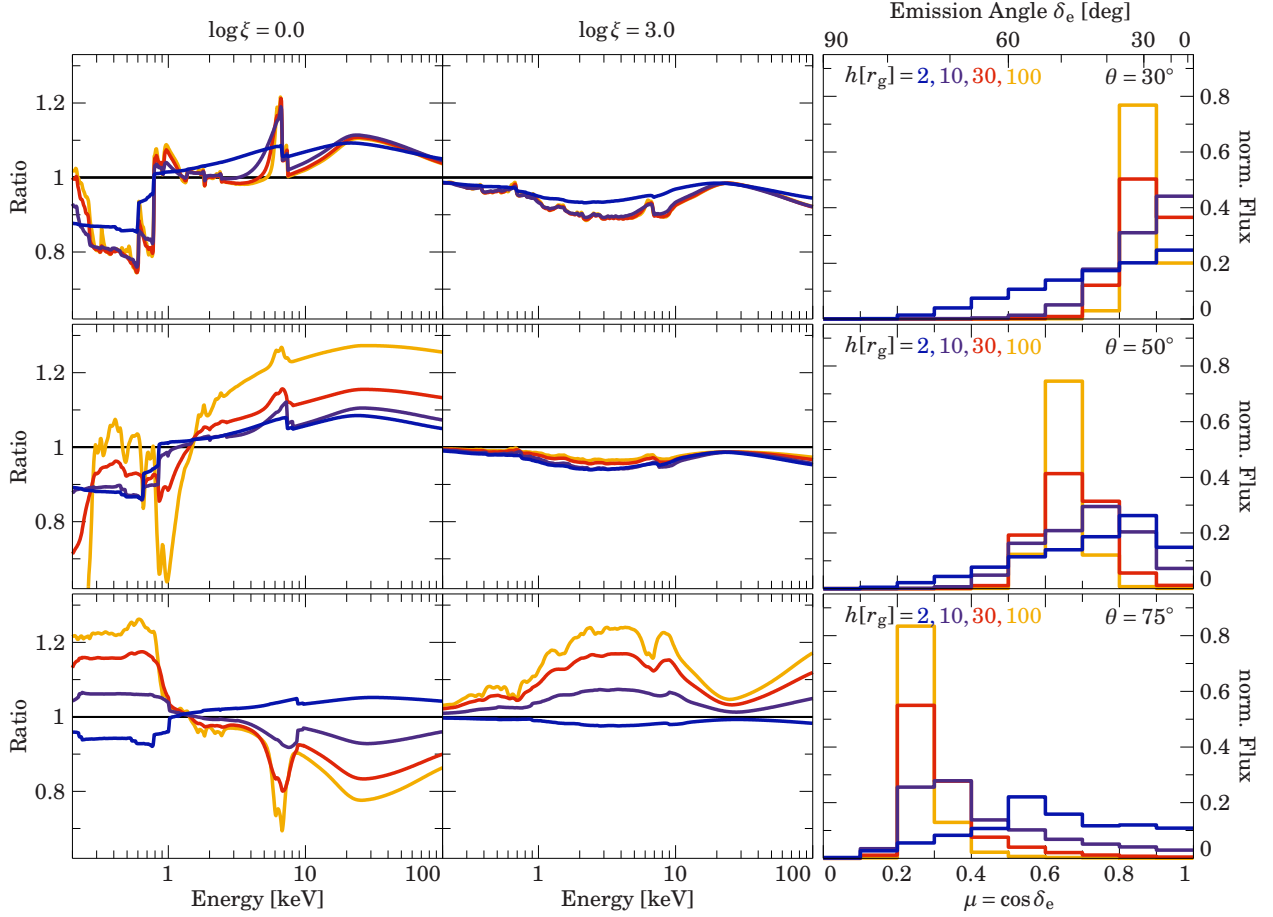 log ξ = 0.0
log ξ = 3.0
Emission Angle δe [deg]
90 60 30 0
Ratio
1.2
1
0.8
h[rg] = 2, 10, 30, 100
θ = 30°
0.8
0.6
0.4
0.2
0
norm. Flux
Ratio
1.2
1
0.8
h[rg] = 2, 10, 30, 100
θ = 50°
0.8
0.6
0.4
0.2
0
norm. Flux
Ratio
1.2
1
0.8
h[rg] = 2, 10, 30, 100
θ = 75°
0.8
0.6
0.4
0.2
0
norm. Flux
1 10 100
Energy [keV]
1 10 100
Energy [keV]
0 0.2 0.4 0.6 0.8 1
μ = cos δe